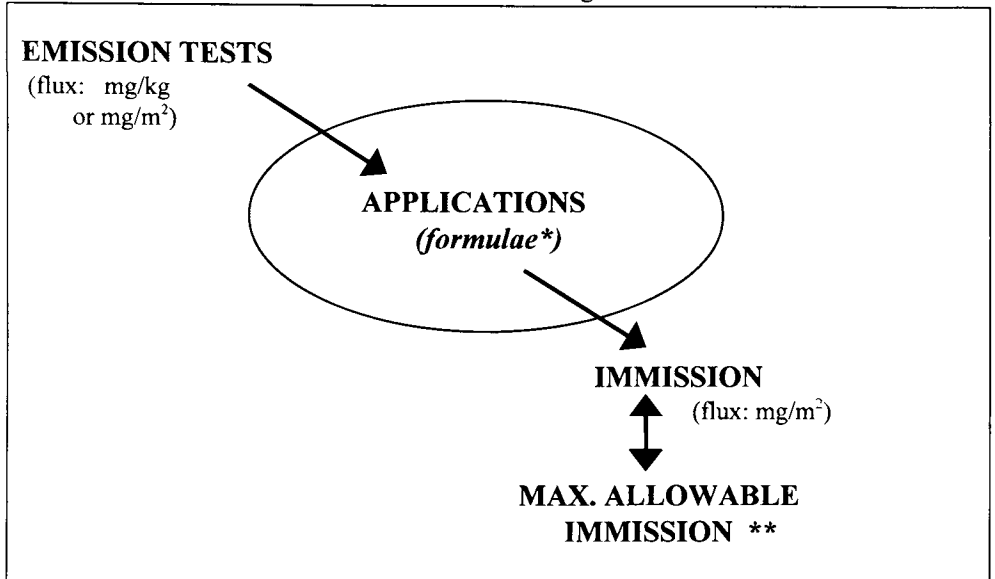 EMISSION TESTS
(flux: mg/kg
or mg/m²)
APPLICATIONS
(formulae*)
IMMISSION
(flux: mg/m²)
MAX. ALLOWABLE
IMMISSION **